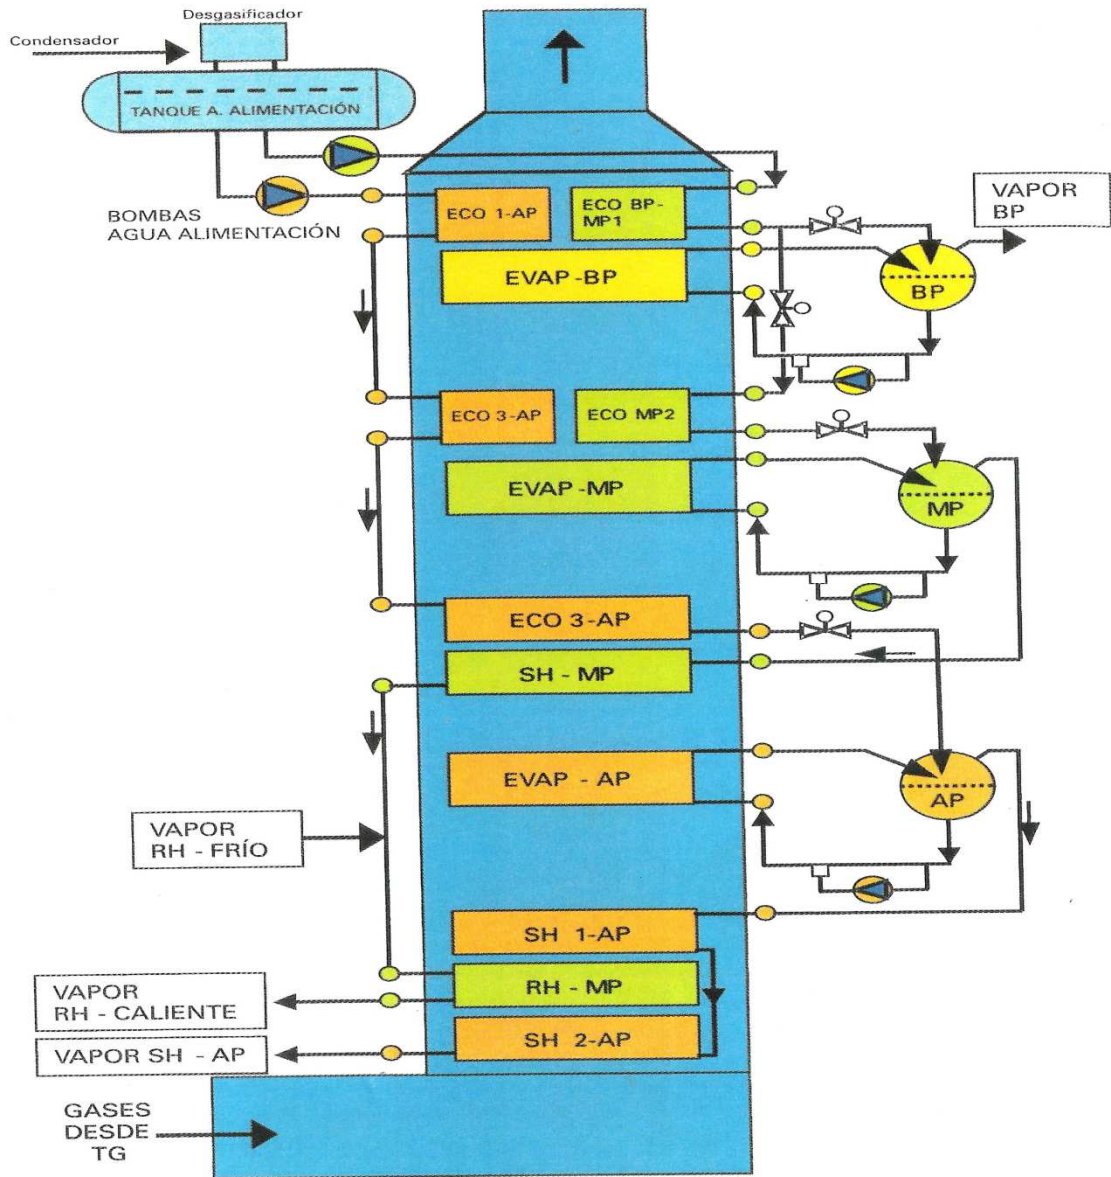 Desgasificador
Condensador
TANQUE A. ALIMENTACIÓN
BOMBAS
AGUA ALIMENTACIÓN
ECO 1-AP
ECO BP-
MP1
VAPOR
BP
EVAP-BP
BP
ECO 3-AP
ECO MP2
EVAP-MP
MP
ECO 3-AP
SH - MP
EVAP - AP
AP
VAPOR
RH - FRÍO
SH 1-AP
RH - MP
VAPOR
RH - CALIENTE
SH 2-AP
VAPOR SH - AP
GASES
DESDE
TG